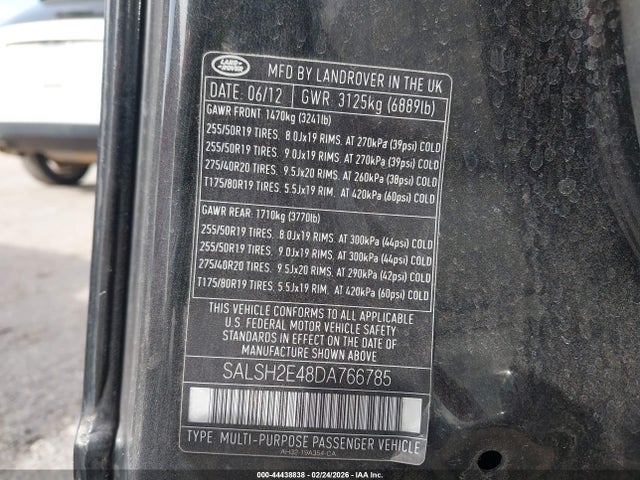 LAND ROVER
MFD BY LANDROVER IN THE UK
DATE: 06/12 GWR: 3125kg (6889lb)
GAWR FRONT: 1470kg (3241lb)
255/50R19 TIRES. 8.0Jx19 RIMS. AT 270kPa (39psi) COLD
255/50R19 TIRES. 9.0Jx19 RIMS. AT 270kPa (39psi) COLD
275/40R20 TIRES. 9.5Jx20 RIMS. AT 260kPa (38psi) COLD
T175/80R19 TIRES. 5.5Jx19 RIM. AT 420kPa (60psi) COLD
GAWR REAR: 1710kg (3770lb)
255/50R19 TIRES. 8.0Jx19 RIMS. AT 300kPa (44psi) COLD
255/50R19 TIRES. 9.0Jx19 RIMS. AT 300kPa (44psi) COLD
275/40R20 TIRES. 9.5Jx20 RIMS. AT 290kPa (42psi) COLD
T175/80R19 TIRES. 5.5Jx19 RIM. AT 420kPa (60psi) COLD
THIS VEHICLE CONFORMS TO ALL APPLICABLE
U.S. FEDERAL MOTOR VEHICLE SAFETY
STANDARDS IN EFFECT ON THE DATE OF
MANUFACTURE SHOWN ABOVE
SALSH2E48DA766785
TYPE: MULTI-PURPOSE PASSENGER VEHICLE
AH32-19A354-CA
000-44438838 - 02/24/2026 - IAA Inc.